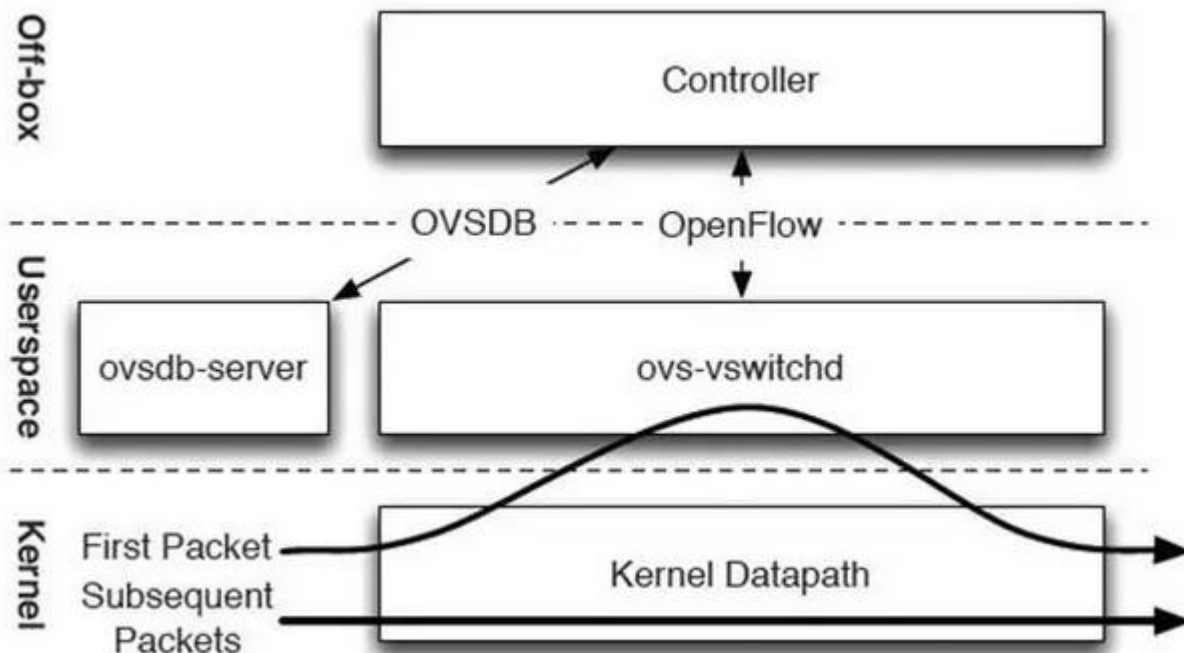 Off-box
Controller
OVSDB
OpenFlow
Userspace
ovsdb-server
ovs-vswitchd
Kernel
First Packet
Subsequent
Packets
Kernel Datapath